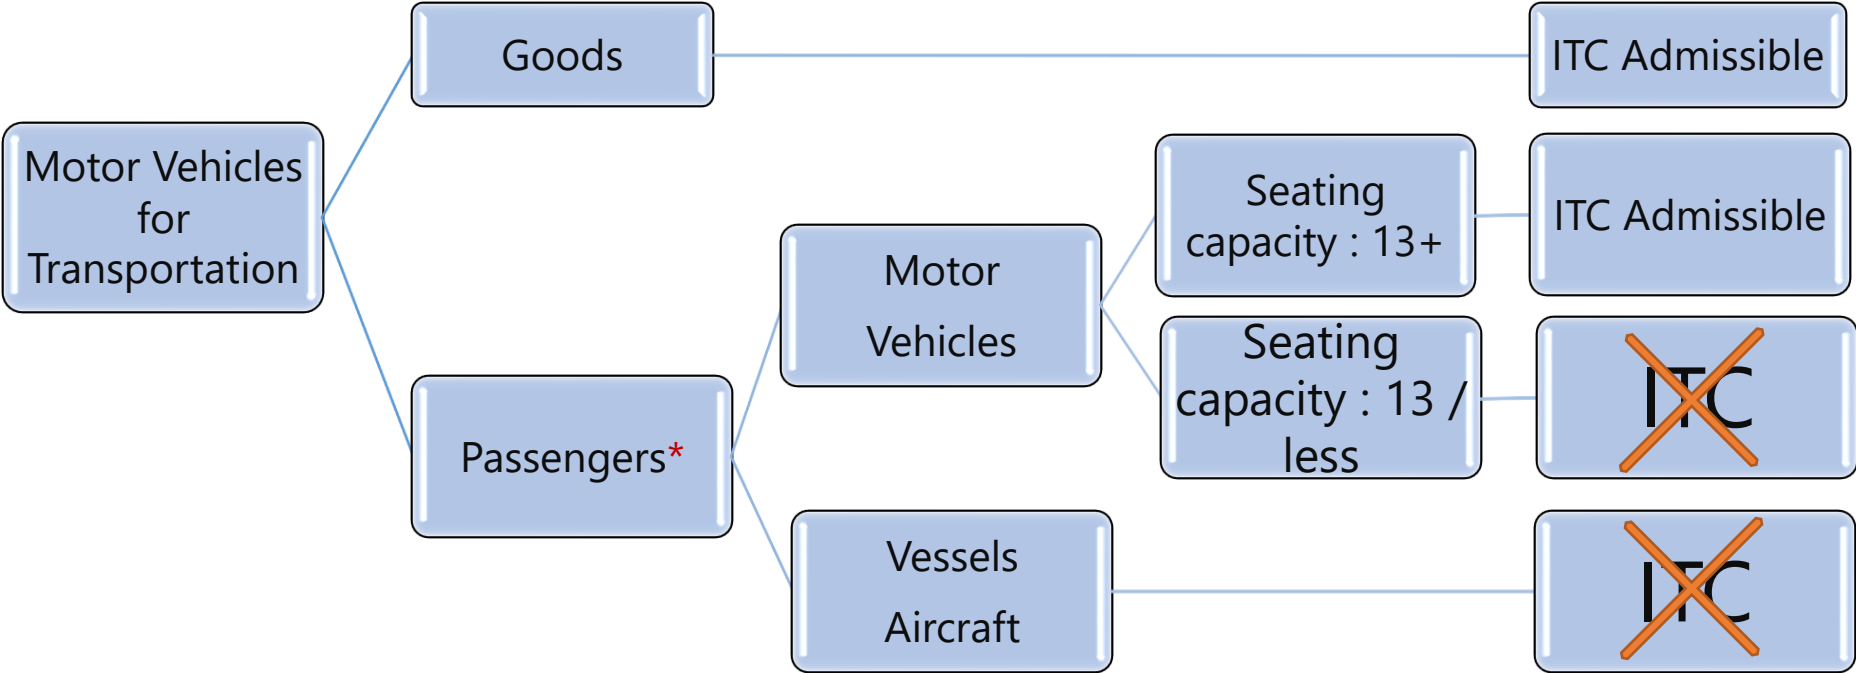 Goods
ITC Admissible
Motor Vehicles
for
Transportation
Passengers*
Motor
Vehicles
Seating
capacity : 13+
ITC Admissible
Seating
capacity : 13 /
less
ITC
Vessels
Aircraft
ITC